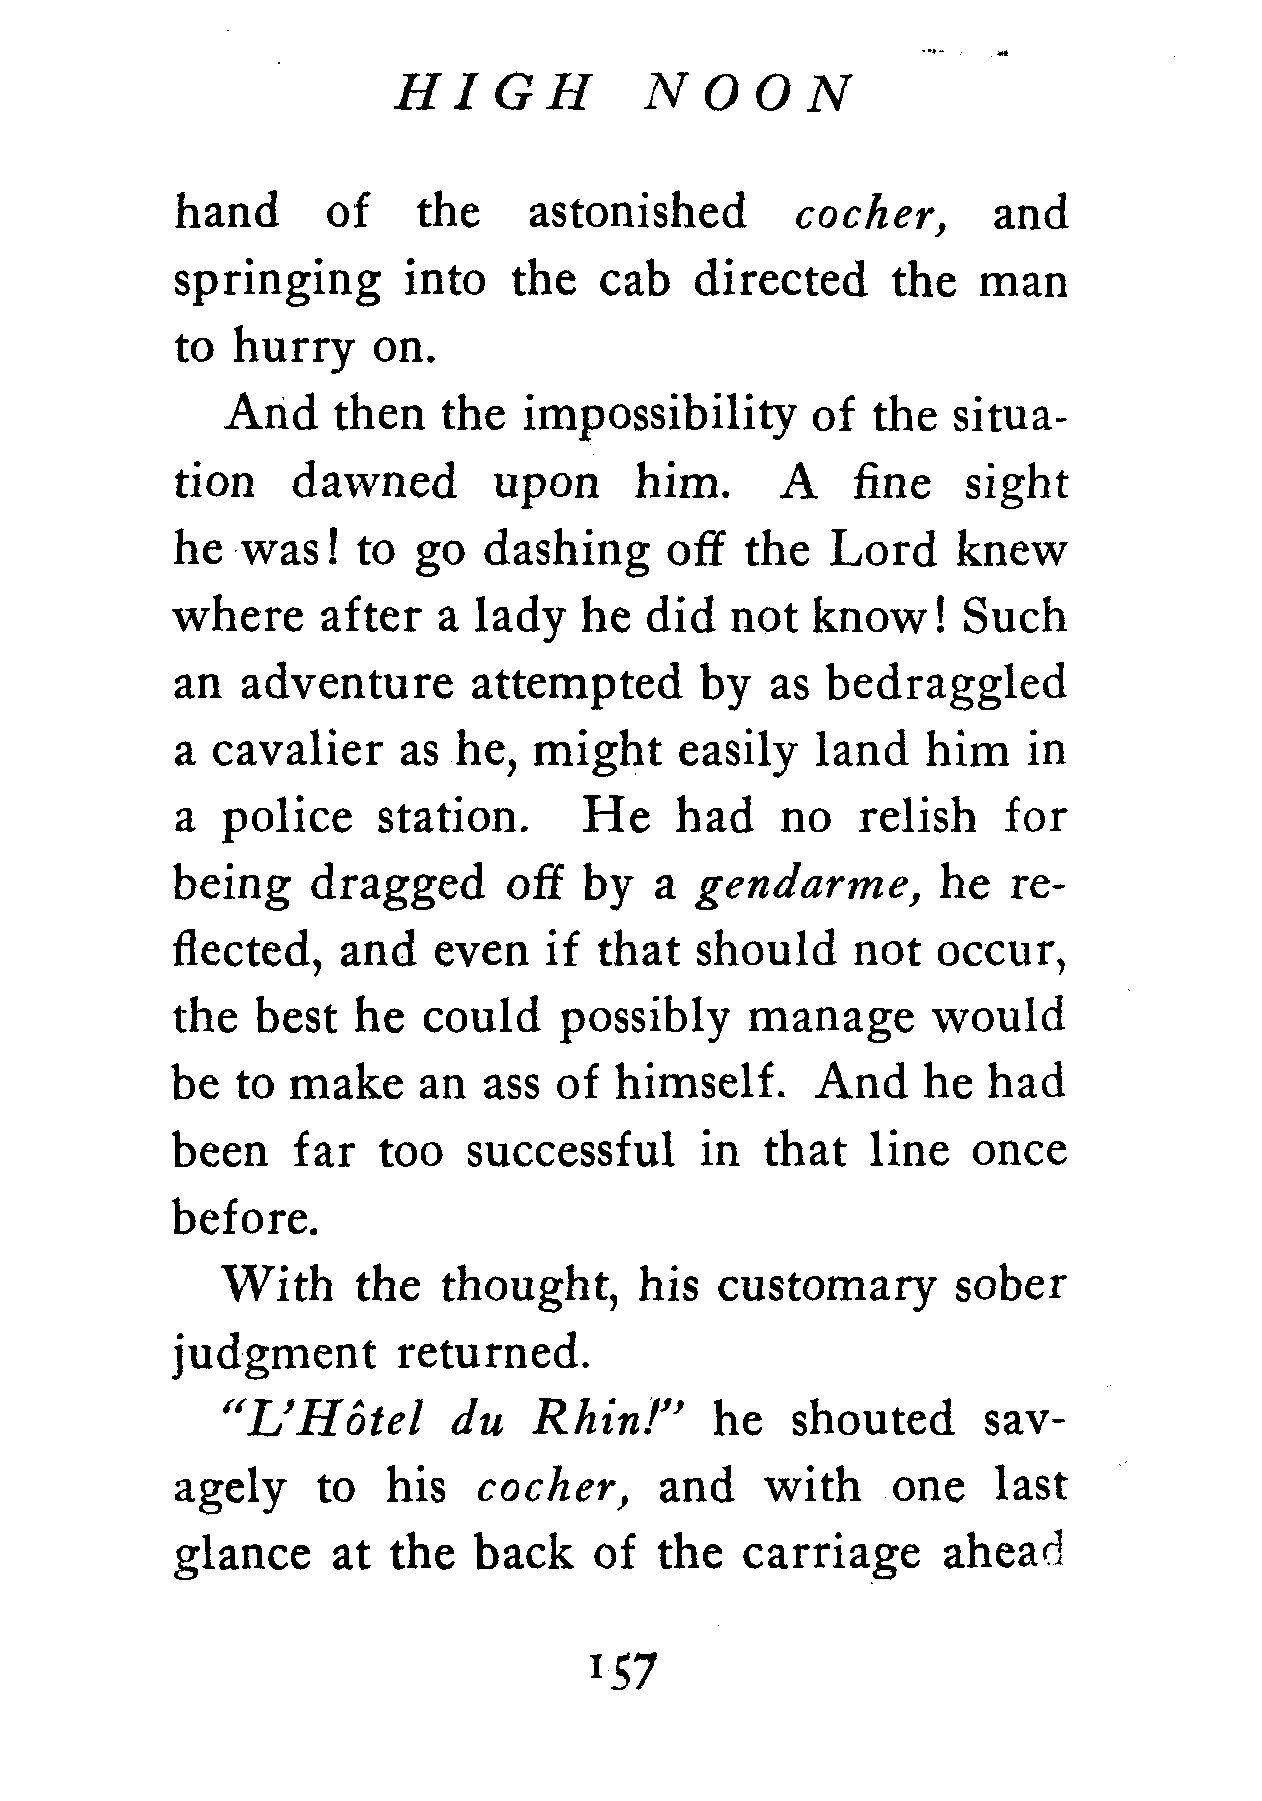 HIGH NOON
hand of the astonished cocher, and
springing into the cab directed the man
to hurry on.
And then the impossibility of the situa-
tion dawned upon him. A fine sight
he was! to go dashing off the Lord knew
where after a lady he did not know! Such
an adventure attempted by as bedraggled
a cavalier as he, might easily land him in
a police station. He had no relish for
being dragged off by a gendarme, he re-
flected, and even if that should not occur,
the best he could possibly manage would
be to make an ass of himself. And he had
been far too successful in that line once
before.
With the thought, his customary sober
judgment returned.
"L'Hôtel du Rhin!" he shouted sav-
agely to his cocher, and with one last
glance at the back of the carriage ahead
157